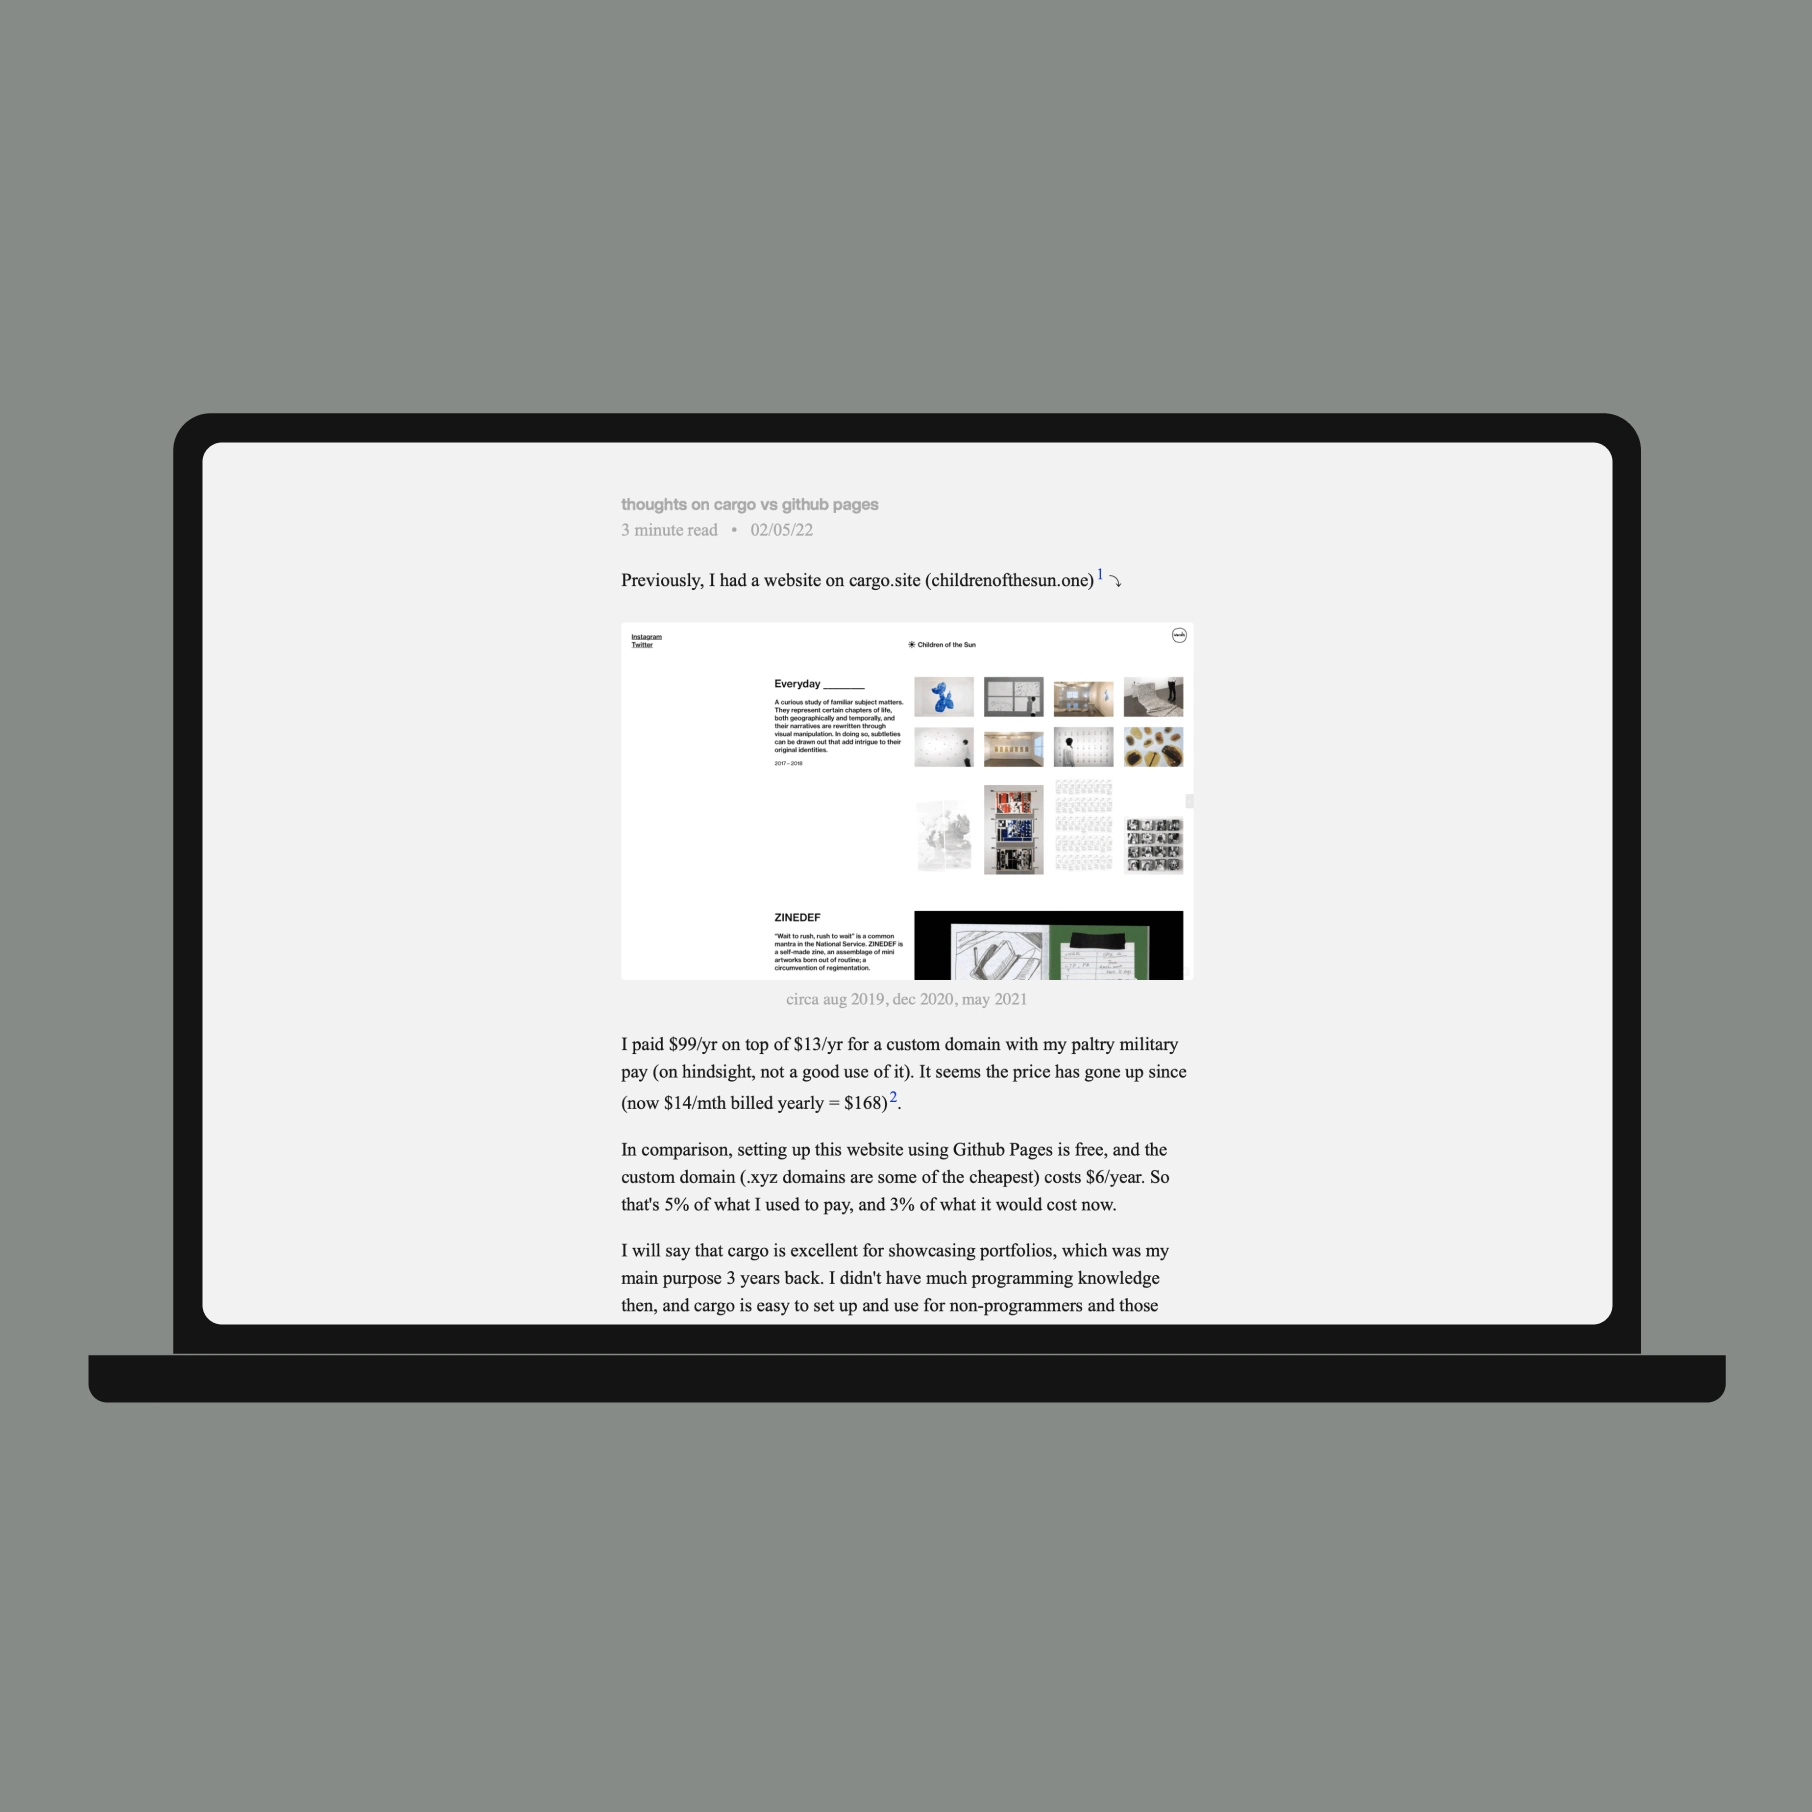 thoughts on cargo vs github pages
3 minute read • 02/05/22
Previously, I had a website on cargo.site (childrenofthesun.one)1 ⤵
Instagram
Twitter
☀ Children of the Sun
Everyday _______
A curious study of familiar subject matters.
They represent certain chapters of life,
both geographically and temporally, and
their narratives are rewritten through
visual manipulation. In doing so, subtleties
can be drawn out that add intrigue to their
original identities.
2017–2018
ZINEDEF
"Wait to rush, rush to wait" is a common
mantra in the National Service. ZINEDEF is
a self-made zine, an assemblage of mini
artworks born out of routine; a
circumvention of regimentation.
circa aug 2019, dec 2020, may 2021
I paid $99/yr on top of $13/yr for a custom domain with my paltry military
pay (on hindsight, not a good use of it). It seems the price has gone up since
(now $14/mth billed yearly = $168)2.
In comparison, setting up this website using Github Pages is free, and the
custom domain (.xyz domains are some of the cheapest) costs $6/year. So
that's 5% of what I used to pay, and 3% of what it would cost now.
I will say that cargo is excellent for showcasing portfolios, which was my
main purpose 3 years back. I didn't have much programming knowledge
then, and cargo is easy to set up and use for non-programmers and those